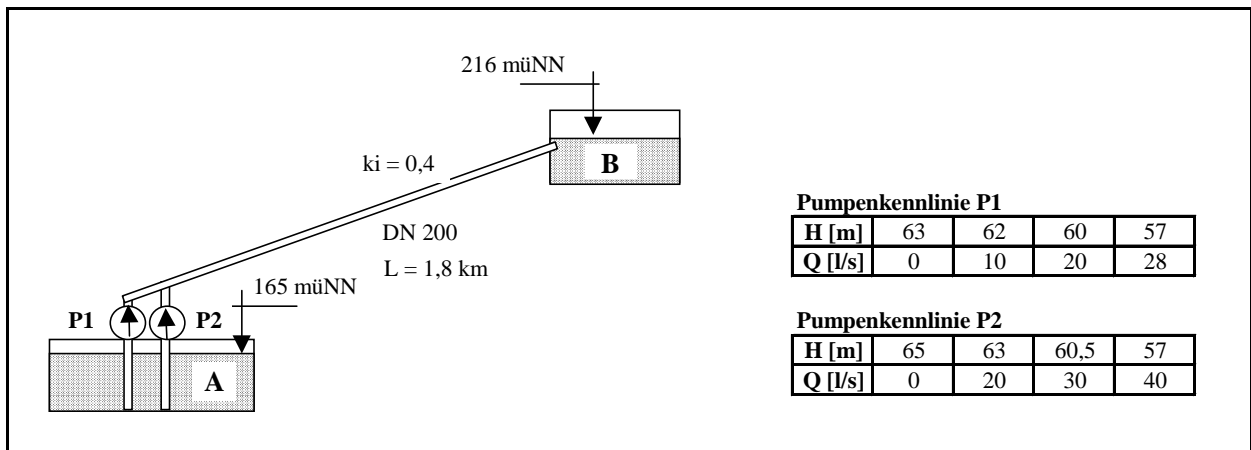 216 müNN
B
ki = 0,4
DN 200
L = 1,8 km
165 müNN
P1 P2
A
Pumpenkennlinie P1
H [m] 63 62 60 57
Q [l/s] 0 10 20 28
Pumpenkennlinie P2
H [m] 65 63 60,5 57
Q [l/s] 0 20 30 40